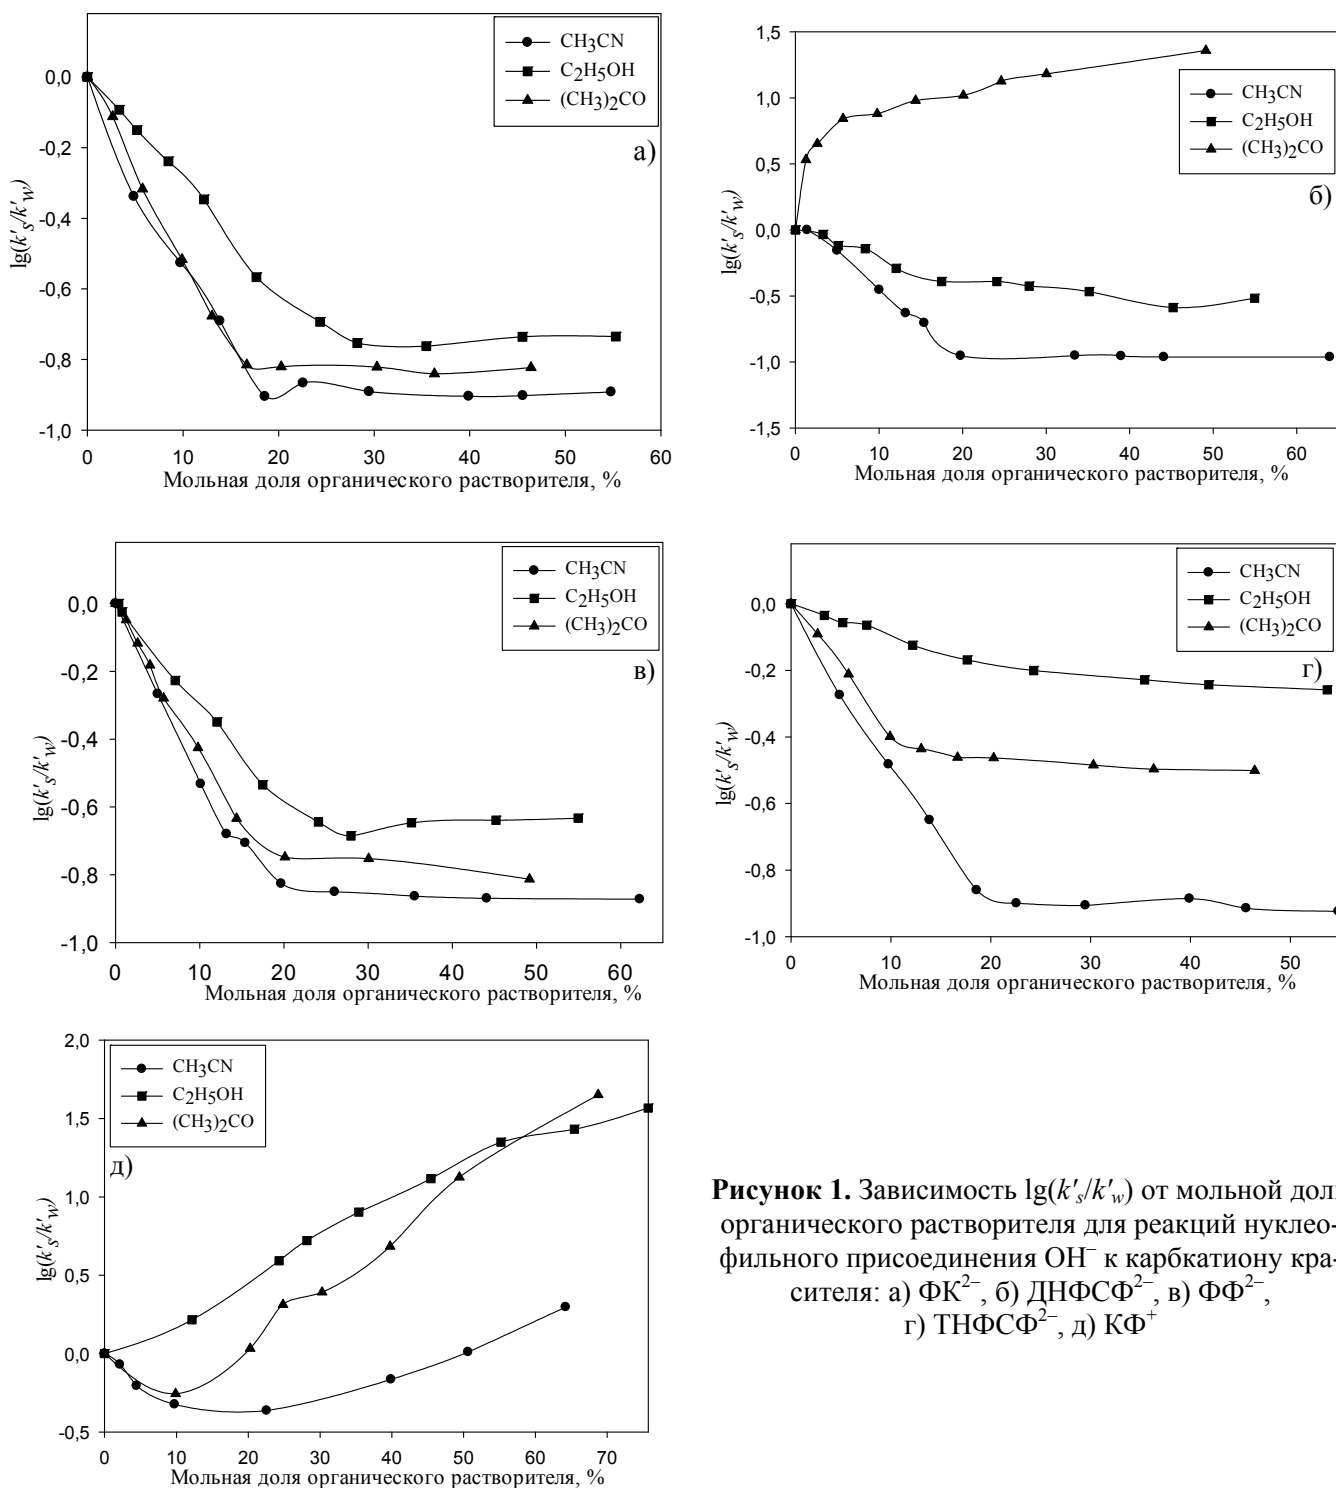 CH3CN
C2H5OH
(CH3)2CO
а)
0,0
-0,2
-0,4
-0,6
-0,8
-1,0
lg(k's/k'w)
0 10 20 30 40 50 60
Мольная доля органического растворителя, %
CH3CN
C2H5OH
(CH3)2CO
б)
1,5
1,0
0,5
0,0
-0,5
-1,0
-1,5
lg(k's/k'w)
0 10 20 30 40 50 60
Мольная доля органического растворителя, %
CH3CN
C2H5OH
(CH3)2CO
в)
0,0
-0,2
-0,4
-0,6
-0,8
-1,0
lg(k's/k'w)
0 10 20 30 40 50 60
Мольная доля органического растворителя, %
CH3CN
C2H5OH
(CH3)2CO
г)
0,0
-0,2
-0,4
-0,6
-0,8
-1,0
lg(k's/k'w)
0 10 20 30 40 50
Мольная доля органического растворителя, %
CH3CN
C2H5OH
(CH3)2CO
д)
2,0
1,5
1,0
0,5
0,0
-0,5
lg(k's/k'w)
0 10 20 30 40 50 60 70
Мольная доля органического растворителя, %
Рисунок 1. Зависимость lg(k's/k'w) от мольной дол
органического растворителя для реакций нуклео-
фильного присоединения OH⁻ к карбкатиону кра-
сителя: а) ФК²⁻, б) ДНФСФ²⁻, в) ФФ²⁻,
г) ТНФСФ²⁻, д) КФ⁺